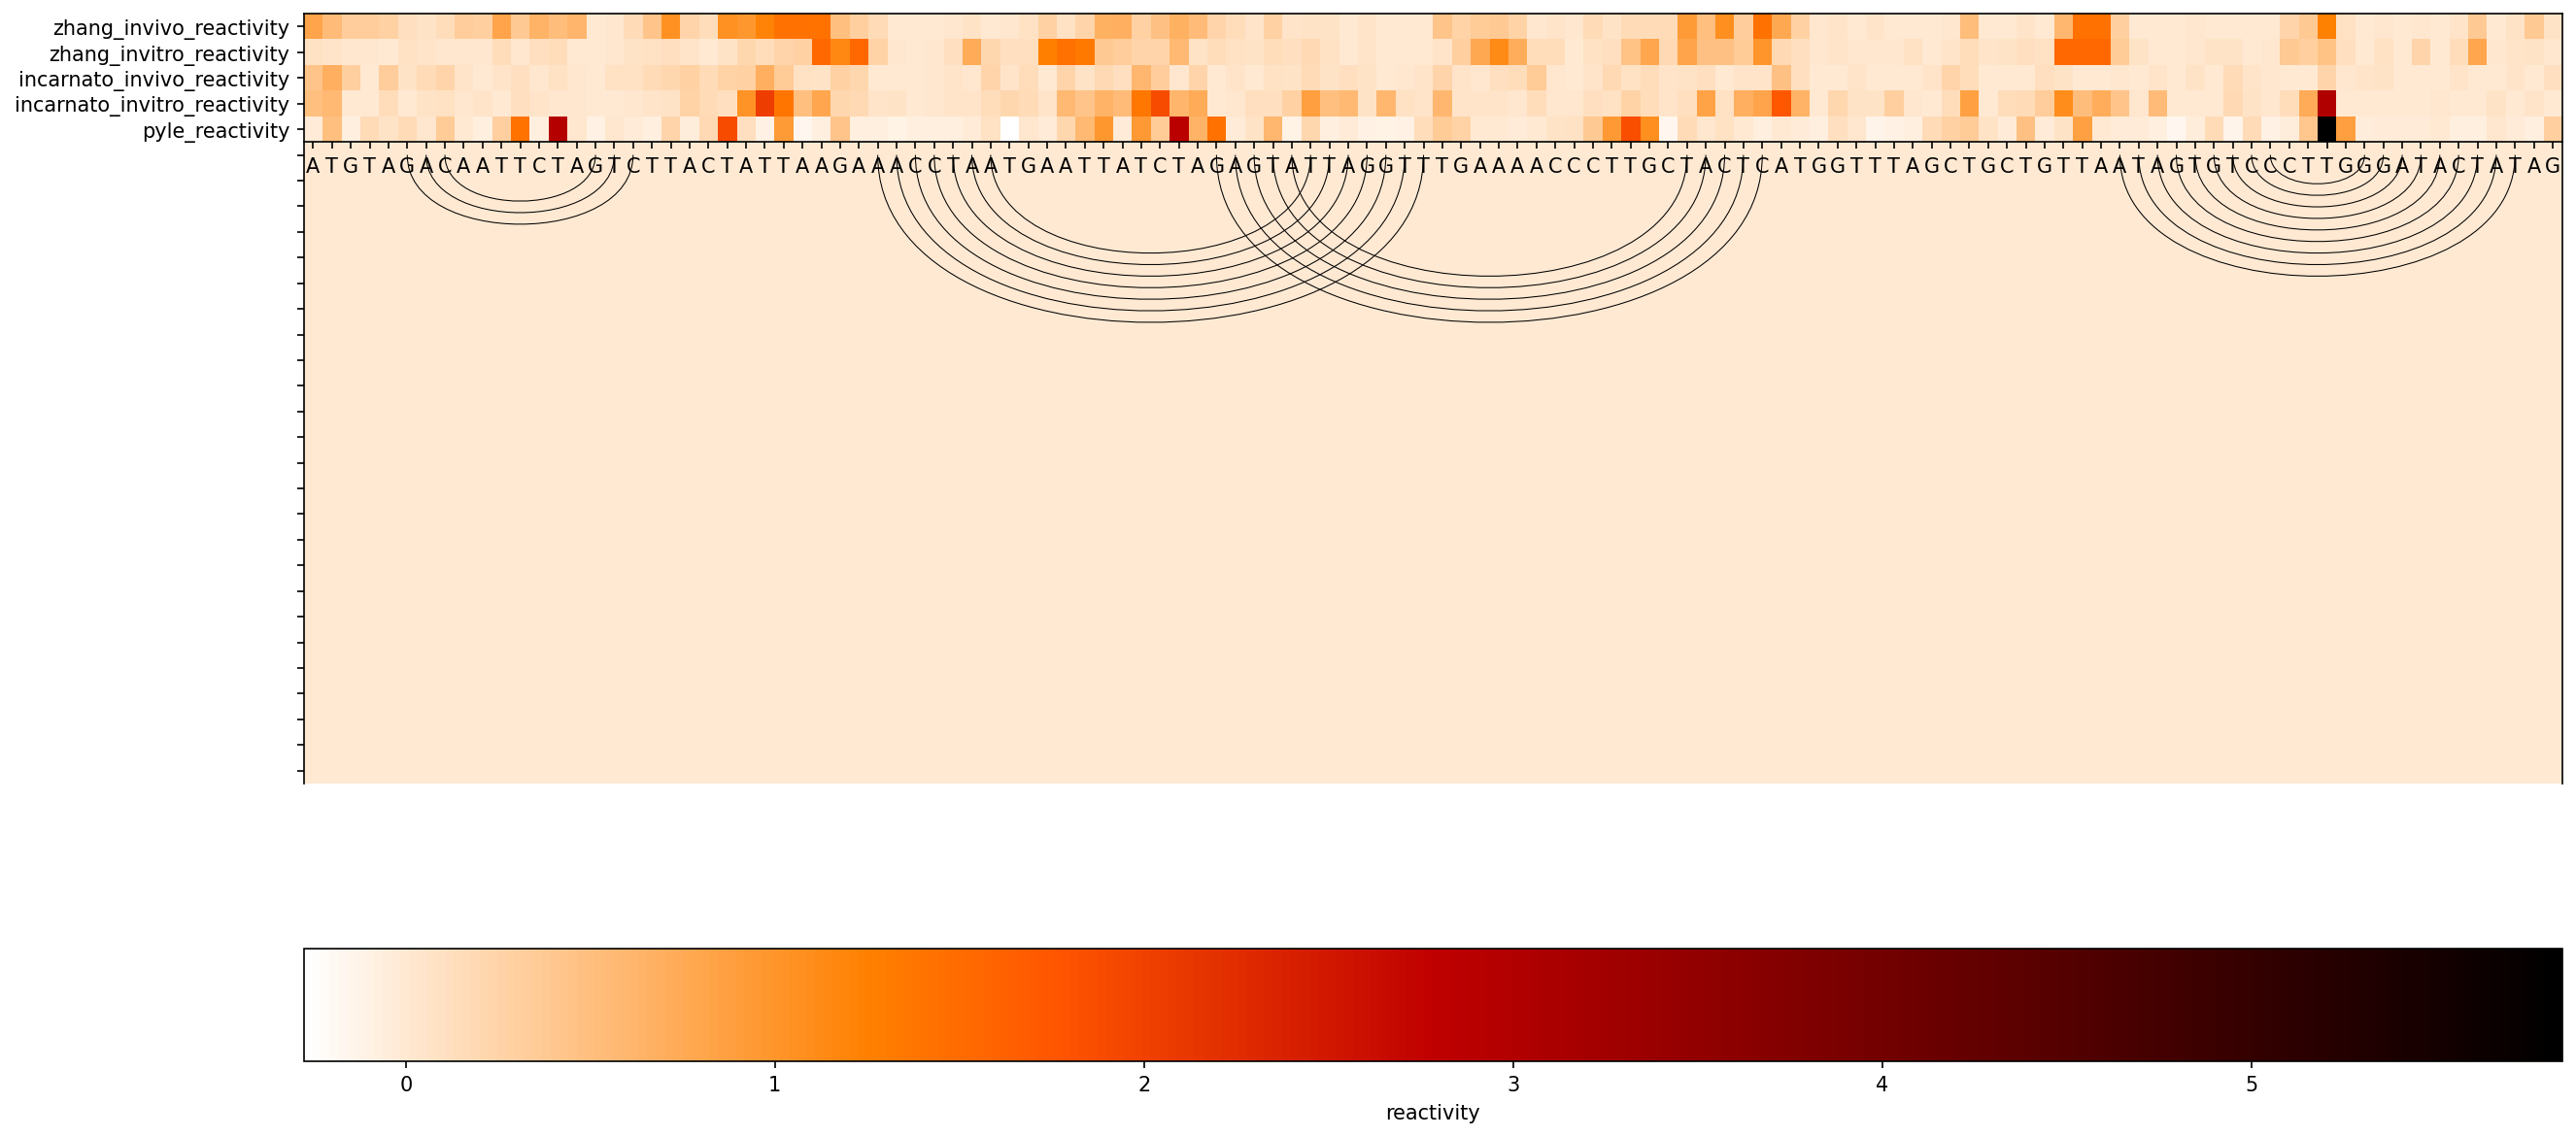 zhang_invivo_reactivity
zhang_invitro_reactivity
incarnato_invivo_reactivity
incarnato_invitro_reactivity
pyle_reactivity
ATGTAGACAATTCTAGTCTTACTATTAAGAAACCTAATGAATTATCTAGAGTATTAGGTTTGAAAACCCTTGCTACTCATGGTTTAGCTGCTGTTAATAGTGTCCCTTGGGATACTATAG
0 1 2 3 4 5
reactivity